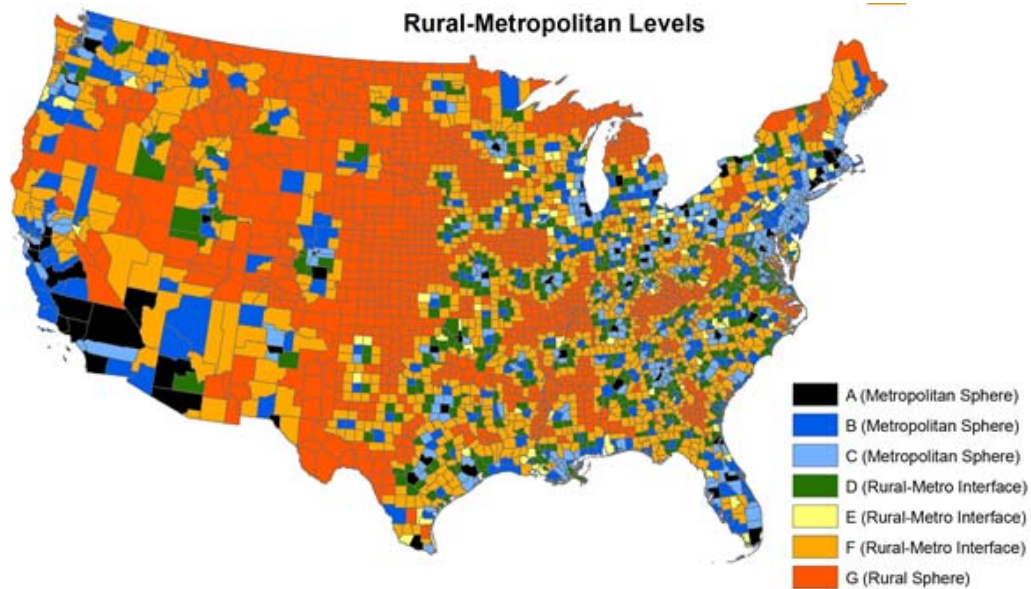 Rural-Metropolitan Levels
A (Metropolitan Sphere)
B (Metropolitan Sphere)
C (Metropolitan Sphere)
D (Rural-Metro Interface)
E (Rural-Metro Interface)
F (Rural-Metro Interface)
G (Rural Sphere)